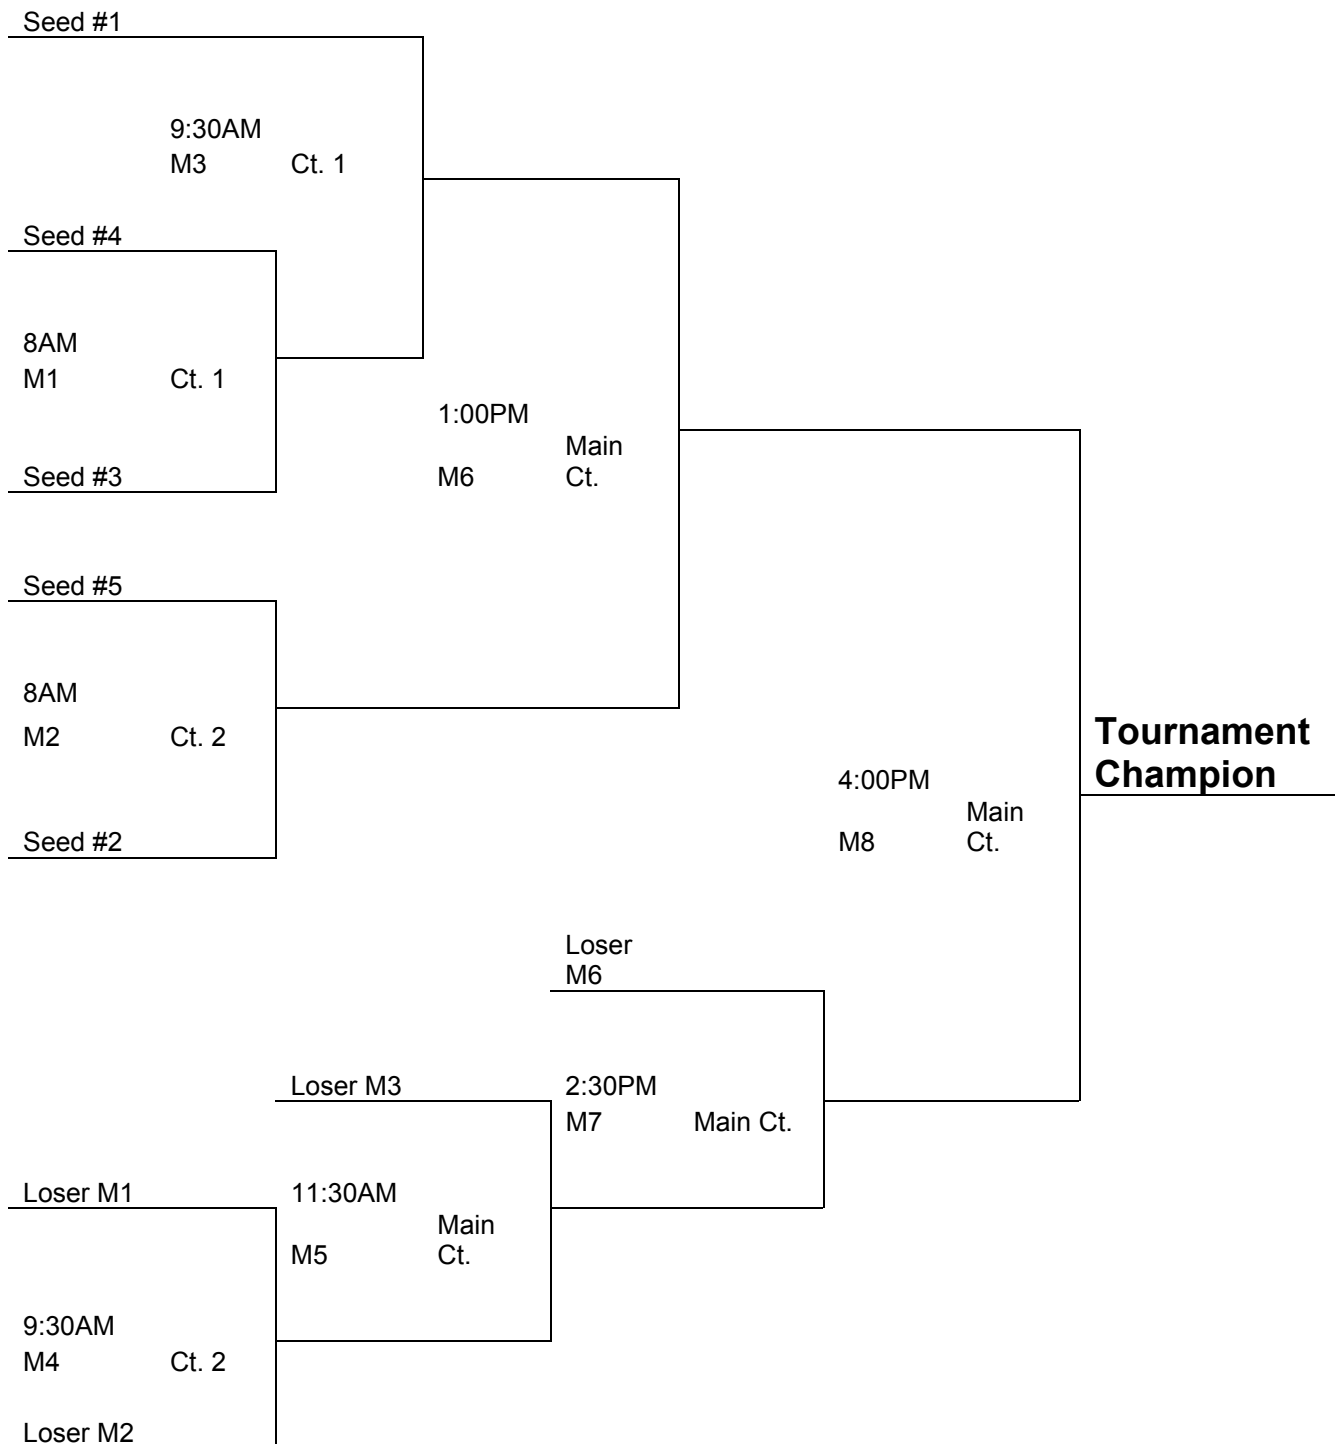 Seed #1
9:30AM
M3 Ct. 1
Seed #4
8AM
M1 Ct. 1
1:00PM
Main
M6 Ct.
Seed #3
Seed #5
8AM
M2 Ct. 2
Tournament
Champion
4:00PM
Main
M8 Ct.
Seed #2
Loser
M6
Loser M3 2:30PM
M7 Main Ct.
Loser M1 11:30AM
Main
M5 Ct.
9:30AM
M4 Ct. 2
Loser M2